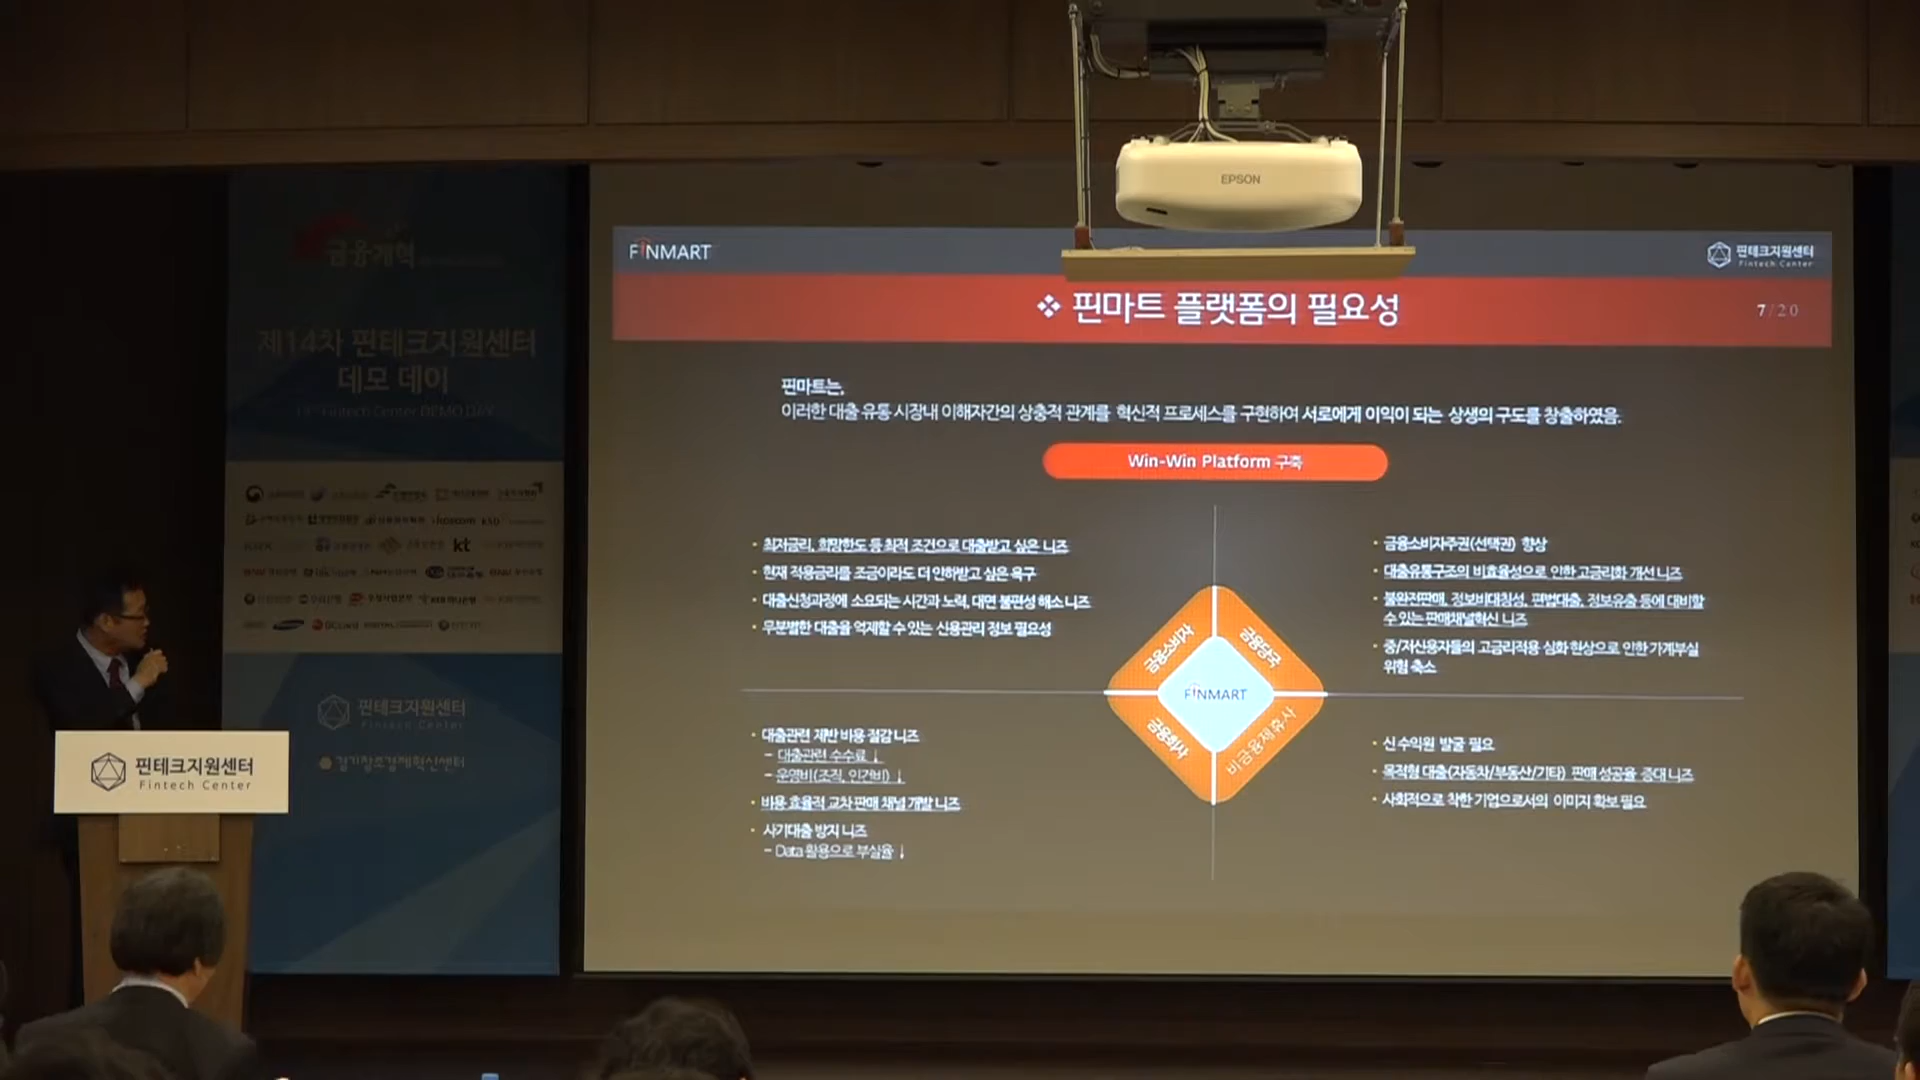 EPSON
FINMART
핀테크지원센터
Fintech Center
❖ 핀마트 플랫폼의 필요성
7/20
핀마트는,
이러한 대출 유통 시장내 이해자간의 상충적 관계를 혁신적 프로세스를 구현하여 서로에게 이익이 되는 상생의 구도를 창출하였음.
Win-Win Platform 구축
• 최저금리, 희망한도 등 최적 조건으로 대출받고 싶은 니즈
• 현재 적용금리를 조금이라도 더 인하받고 싶은 욕구
• 대출신청과정에 소요되는 시간과 노력, 대면 불편성 해소 니즈
• 무분별한 대출을 억제할 수 있는 신용관리 정보 필요성
• 금융소비자주권(선택권) 향상
• 대출유통구조의 비효율성으로 인한 고금리화 개선 니즈
• 불완전판매, 정보비대칭성, 편법대출, 정보유출 등에 대비할
수 있는 판매채널혁신 니즈
• 중/저신용자들의 고금리적용 심화 현상으로 인한 가계부실
위험 축소
금융소비자
금융당국
FINMART
금융회사
비금융제휴사
• 대출관련 제반 비용 절감 니즈
- 대출관련 수수료 ↓
- 운영비(조직, 인건비) ↓
• 비용 효율적 교차 판매 채널 개발 니즈
• 사기대출 방지 니즈
- Data 활용으로 부실율 ↓
• 신 수익원 발굴 필요
• 목적형 대출(자동차/부동산/기타) 판매 성공율 증대 니즈
• 사회적으로 착한 기업으로서의 이미지 확보 필요
금융개혁
제14차 핀테크지원센터
데모 데이
14th Fintech Center DEMO DAY
koscom
kt
핀테크지원센터
Fintech Center
경기창조경제혁신센터
핀테크지원센터
Fintech Center